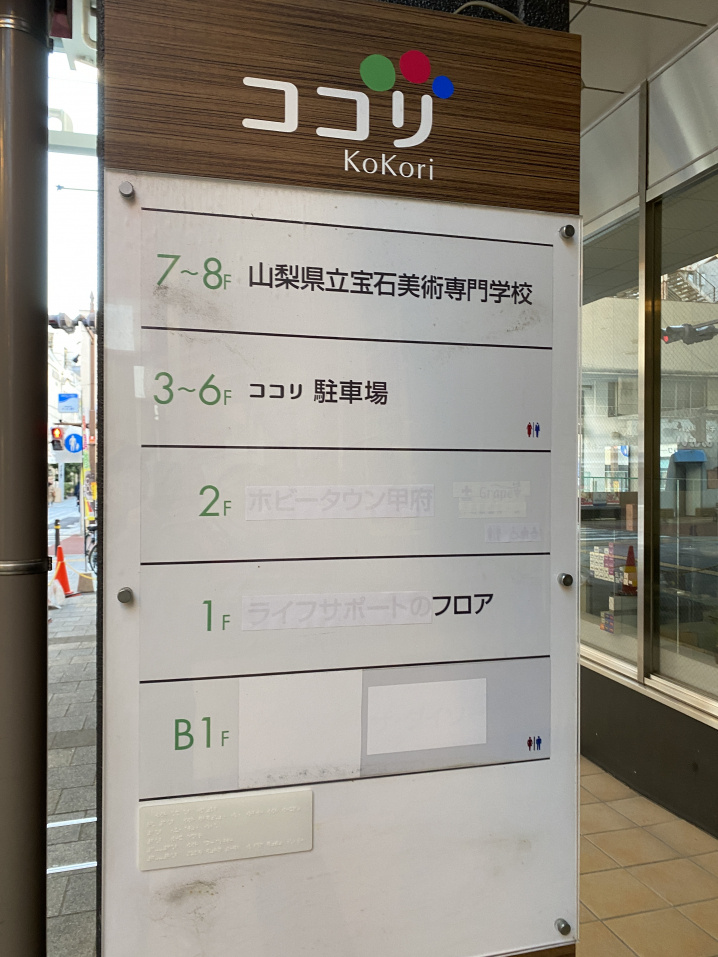 ココリ
KoKori
7~8F 山梨県立宝石美術専門学校
3~6F ココリ 駐車場
2F ホビータウン甲府
1F ライフサポートのフロア
B1F